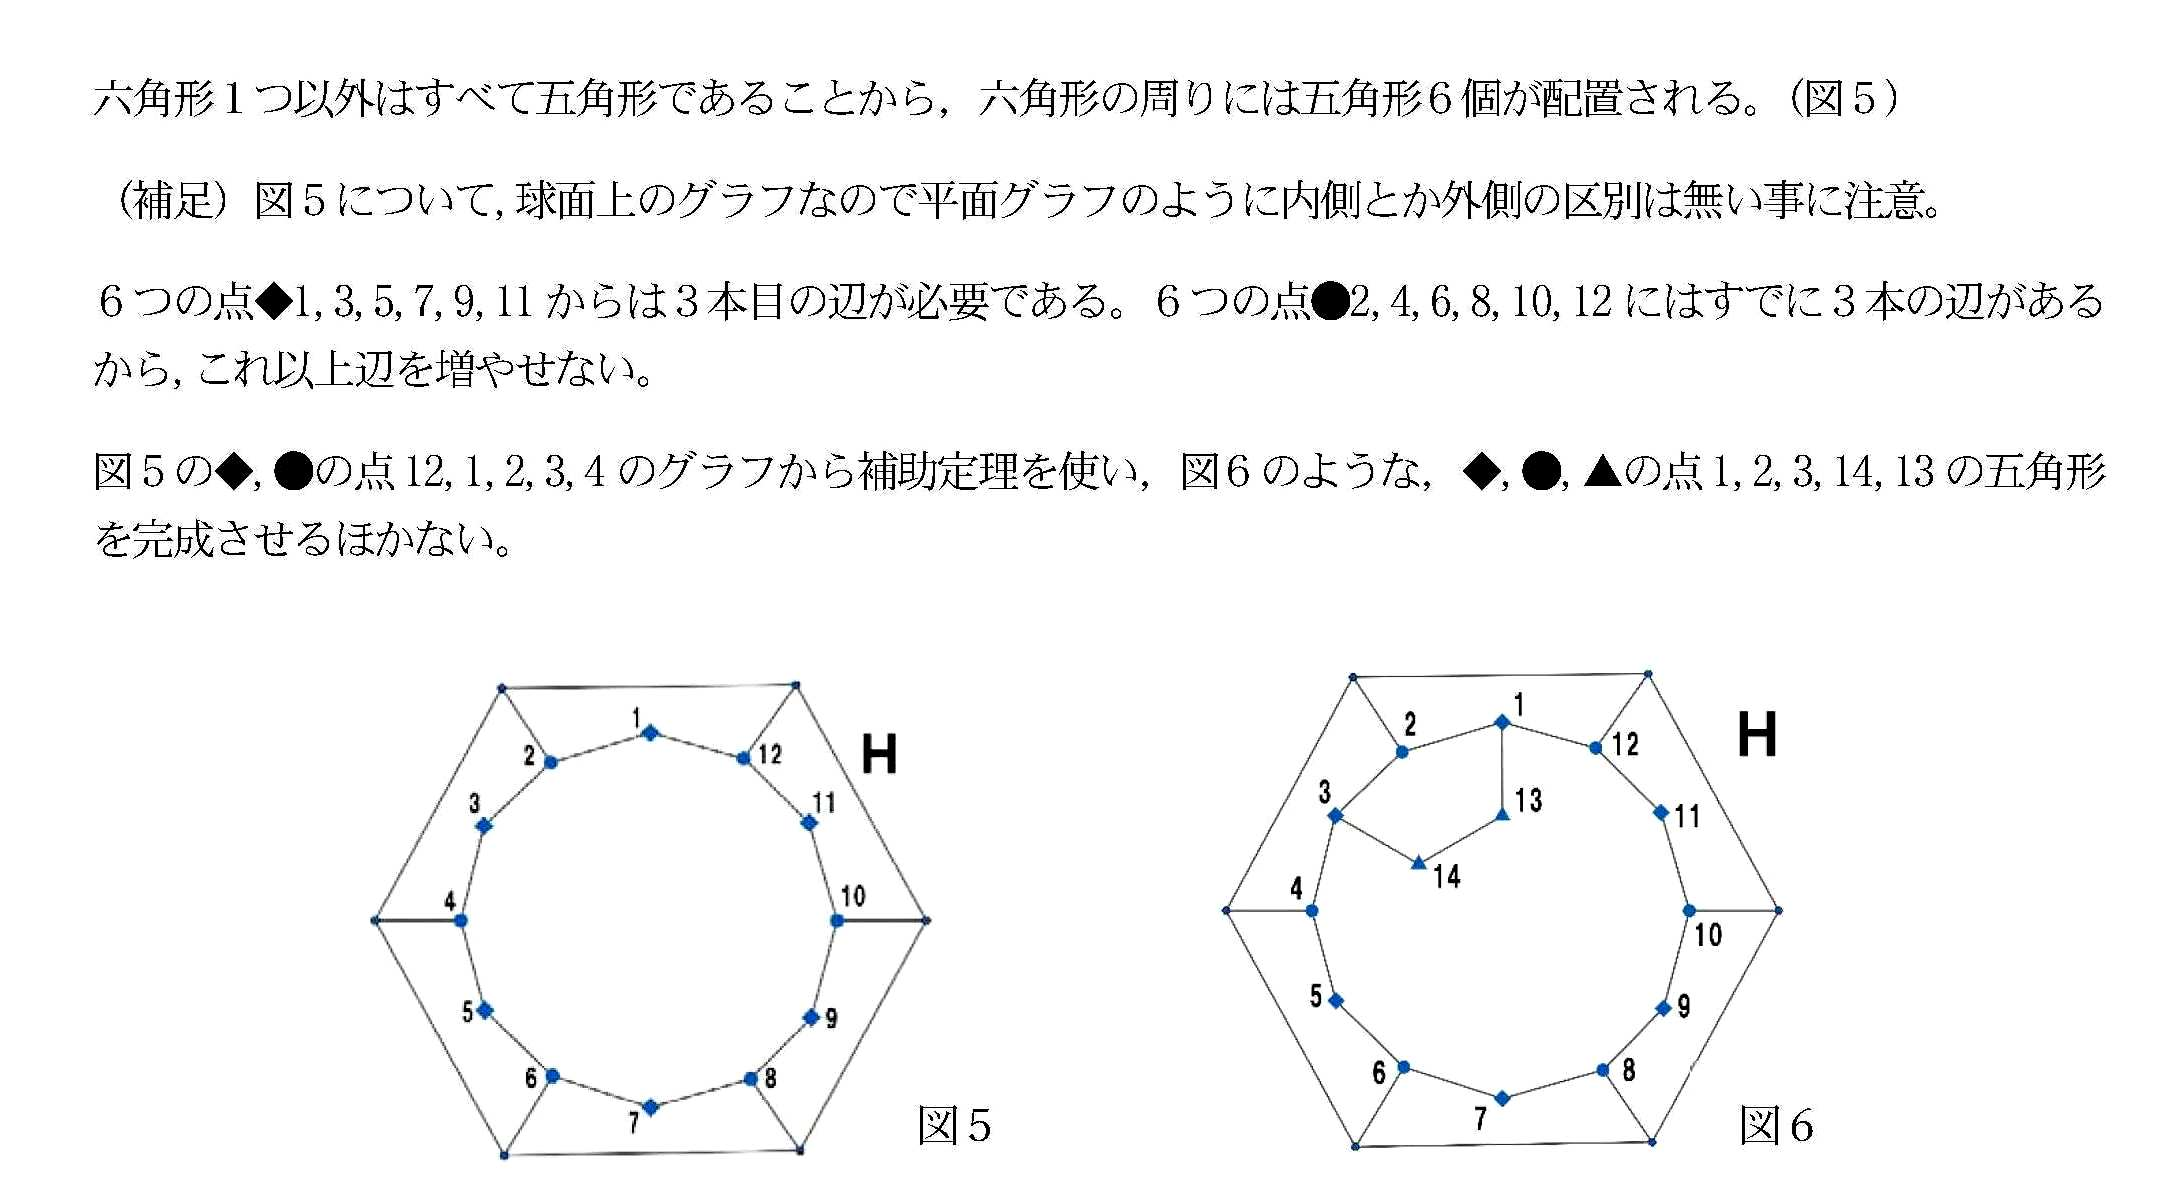 六角形１つ以外はすべて五角形であることから，六角形の周りには五角形６個が配置される。（図５）
（補足）図５について，球面上のグラフなので平面グラフのように内側とか外側の区別は無い事に注意。
６つの点◆1, 3, 5, 7, 9, 11 からは３本目の辺が必要である。６つの点●2, 4, 6, 8, 10, 12 にはすでに３本の辺がある
から，これ以上辺を増やせない。
図５の◆，●の点 12, 1, 2, 3, 4 のグラフから補助定理を使い，図６のような，◆，●，▲の点 1, 2, 3, 14, 13 の五角形
を完成させるほかない。
1
2
12
H
3
11
4
10
5
9
6
8
7
図５
1
2
12
H
3
13
11
14
4
10
5
9
6
8
7
図６